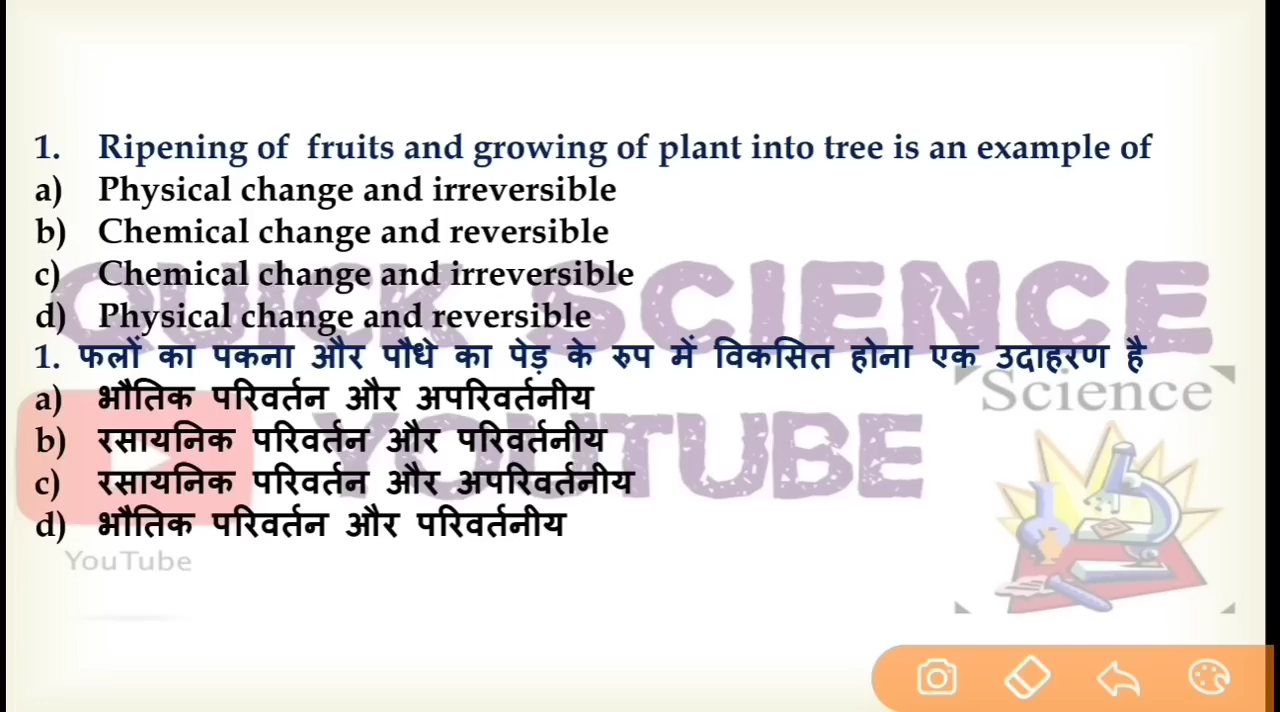 1. Ripening of fruits and growing of plant into tree is an example of
a) Physical change and irreversible
b) Chemical change and reversible
c) Chemical change and irreversible
d) Physical change and reversible
1. फलों का पकना और पौधे का पेड़ के रुप में विकसित होना एक उदाहरण है
a) भौतिक परिवर्तन और अपरिवर्तनीय
b) रसायनिक परिवर्तन और परिवर्तनीय
c) रसायनिक परिवर्तन और अपरिवर्तनीय
d) भौतिक परिवर्तन और परिवर्तनीय
QUICK SCIENCE
YOUTUBE
Science
YouTube